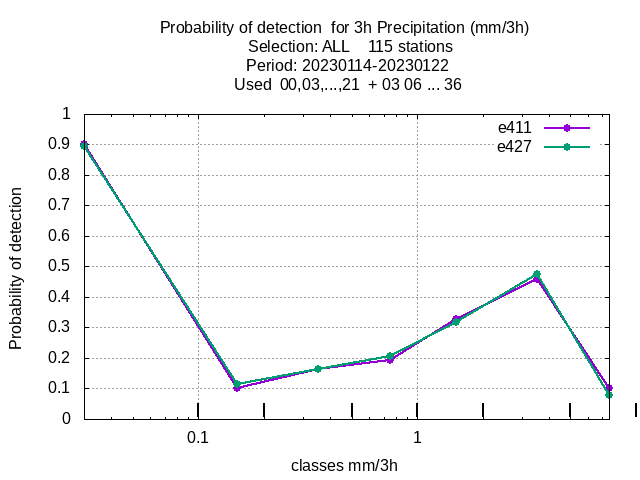 Probability of detection  for 3h Precipitation (mm/3h)
Selection: ALL    115 stations
Period: 20230114-20230122
Used  00,03,...,21  + 03 06 ... 36
e411
e427
1
0.9
0.8
0.7
0.6
0.5
0.4
0.3
0.2
0.1
0
Probability of detection
0.1
1
classes mm/3h